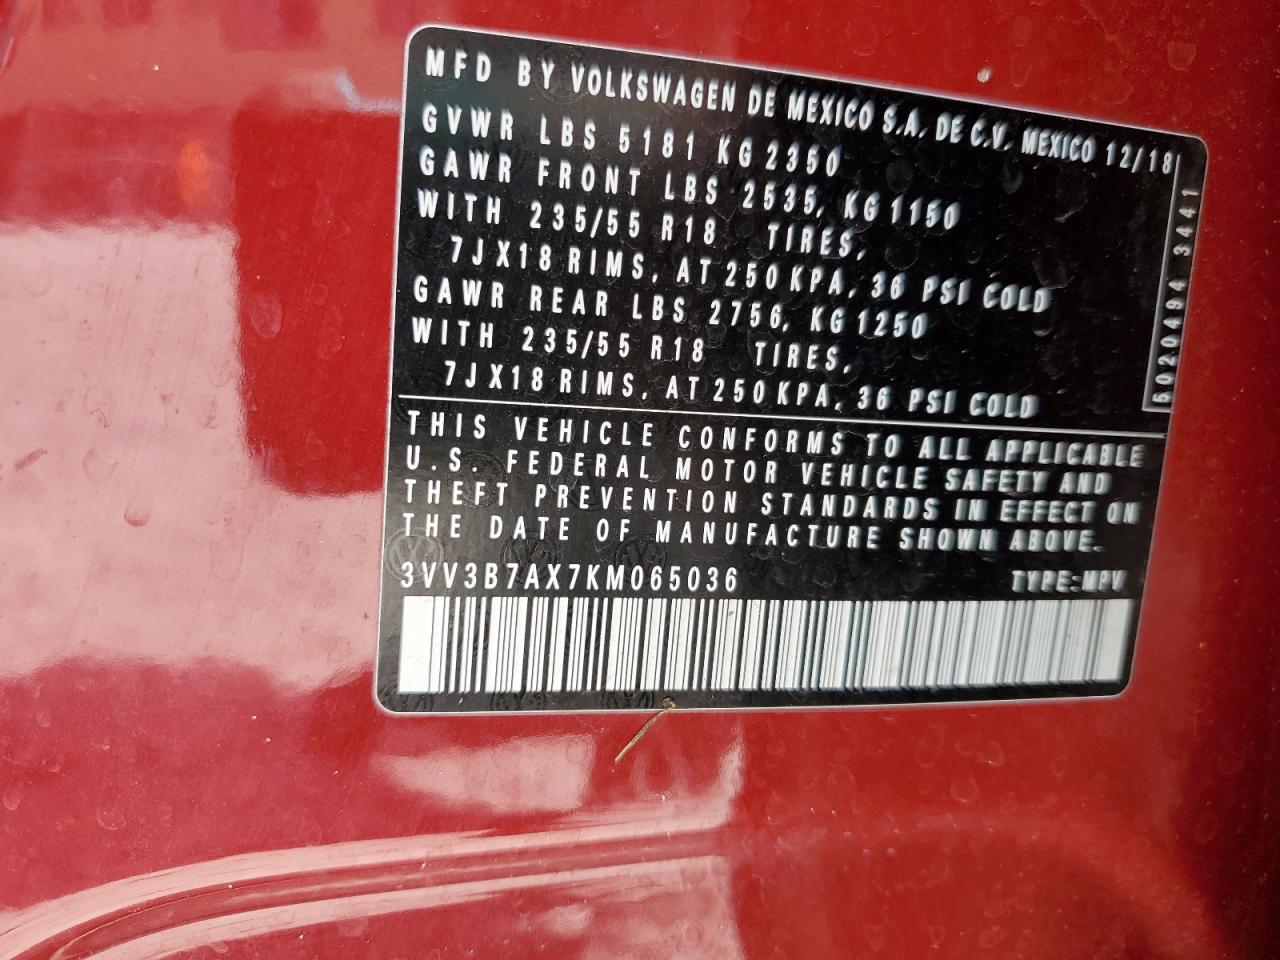 MFD BY VOLKSWAGEN DE MEXICO S.A. DE C.V. MEXICO 12/18
GVWR LBS 5181 KG 2350
GAWR FRONT LBS 2535, KG 1150
WITH 235/55 R18 TIRES,
7JX18 RIMS, AT 250 KPA, 36 PSI COLD
GAWR REAR LBS 2756, KG 1250
WITH 235/55 R18 TIRES,
7JX18 RIMS, AT 250 KPA, 36 PSI COLD
THIS VEHICLE CONFORMS TO ALL APPLICABLE
U.S. FEDERAL MOTOR VEHICLE SAFETY AND
THEFT PREVENTION STANDARDS IN EFFECT ON
THE DATE OF MANUFACTURE SHOWN ABOVE.
3VV3B7AX7KM065036 TYPE:MPV
3441